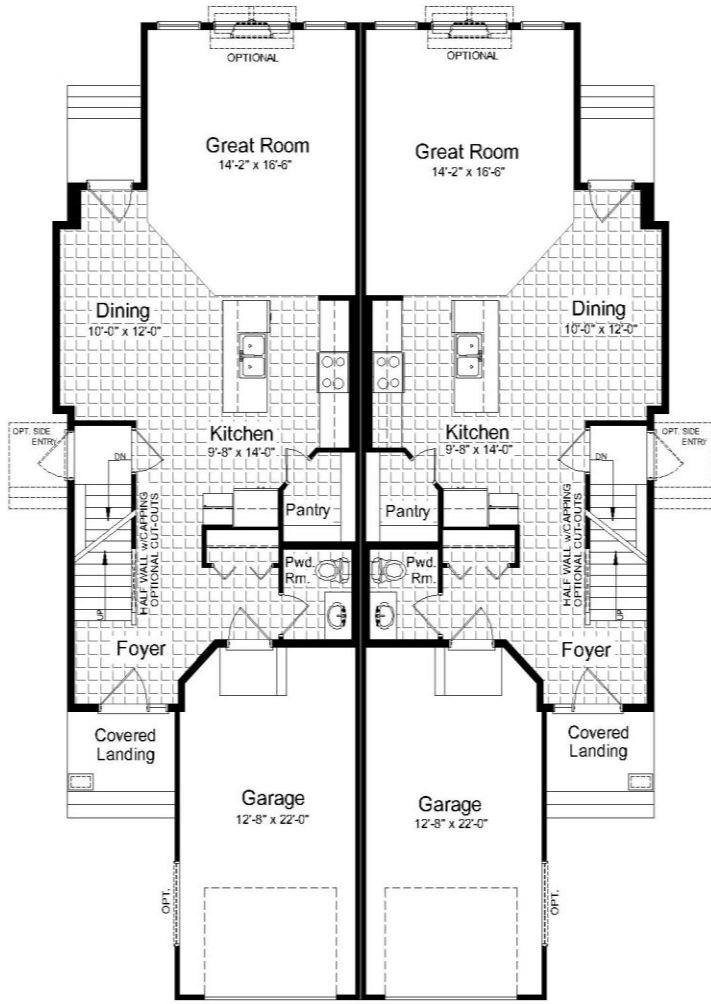 OPTIONAL
OPTIONAL
Great Room
14'-2" x 16'-6"
Great Room
14'-2" x 16'-6"
Dining
10'-0" x 12'-0"
Dining
10'-0" x 12'-0"
OPT. SIDE
ENTRY
DN
Kitchen
9'-8" x 14'-0"
Kitchen
9'-8" x 14'-0"
DN
OPT. SIDE
ENTRY
HALF WALL w/CAPPING
OPTIONAL CUT-OUTS
UP
Pantry
Pantry
HALF WALL w/CAPPING
OPTIONAL CUT-OUTS
UP
Pwd.
Rm.
Pwd.
Rm.
Foyer
Foyer
Covered
Landing
Covered
Landing
Garage
12'-8" x 22'-0"
Garage
12'-8" x 22'-0"
OPT.
OPT.